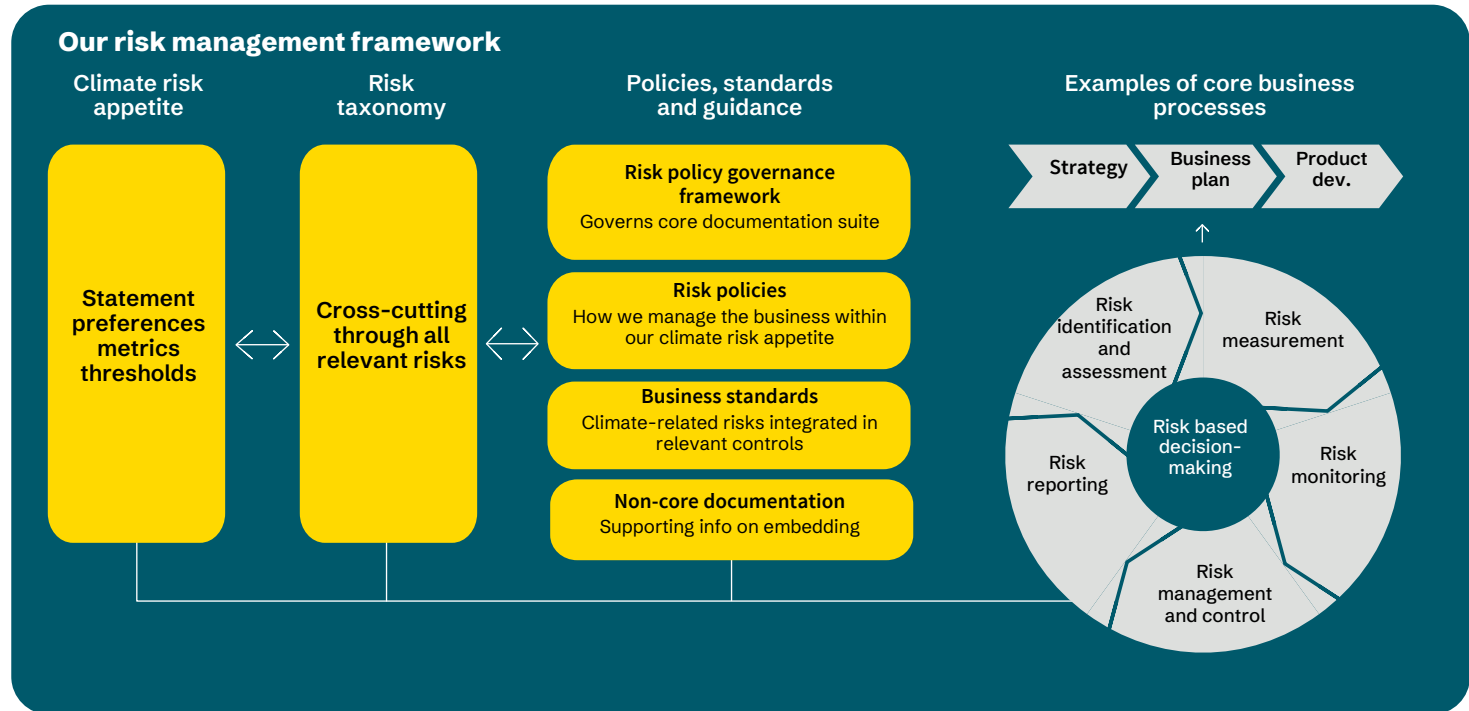 Our risk management framework
Climate risk
appetite
Risk
taxonomy
Policies, standards
and guidance
Examples of core business
processes
Statement
preferences
metrics
thresholds
Cross-cutting
through all
relevant risks
Risk policy governance
framework
Governs core documentation suite
Risk policies
How we manage the business within
our climate risk appetite
Business standards
Climate-related risks integrated in
relevant controls
Non-core documentation
Supporting info on embedding
Strategy
Business
plan
Product
dev.
Risk
identification
and
assessment
Risk
measurement
Risk
monitoring
Risk
management
and control
Risk
reporting
Risk based
decision-
making